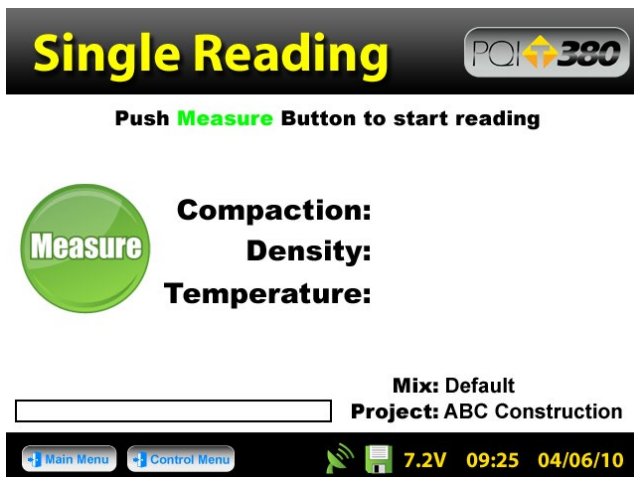 Single Reading
PQI T 380
Push Measure Button to start reading
Measure
Compaction:
Density:
Temperature:
Mix: Default
Project: ABC Construction
Main Menu
Control Menu
7.2V 09:25 04/06/10